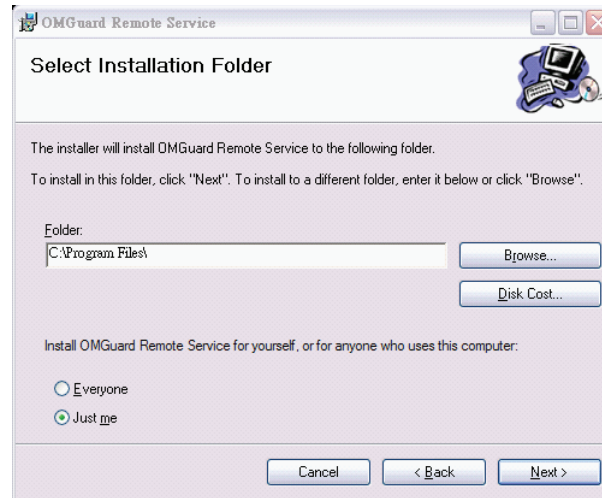 OMGuard Remote Service
Select Installation Folder
The installer will install OMGuard Remote Service to the following folder.
To install in this folder, click "Next". To install to a different folder, enter it below or click "Browse".
Folder:
C:\Program Files\
Browse...
Disk Cost...
Install OMGuard Remote Service for yourself, or for anyone who uses this computer:
Everyone
Just me
Cancel
< Back
Next >